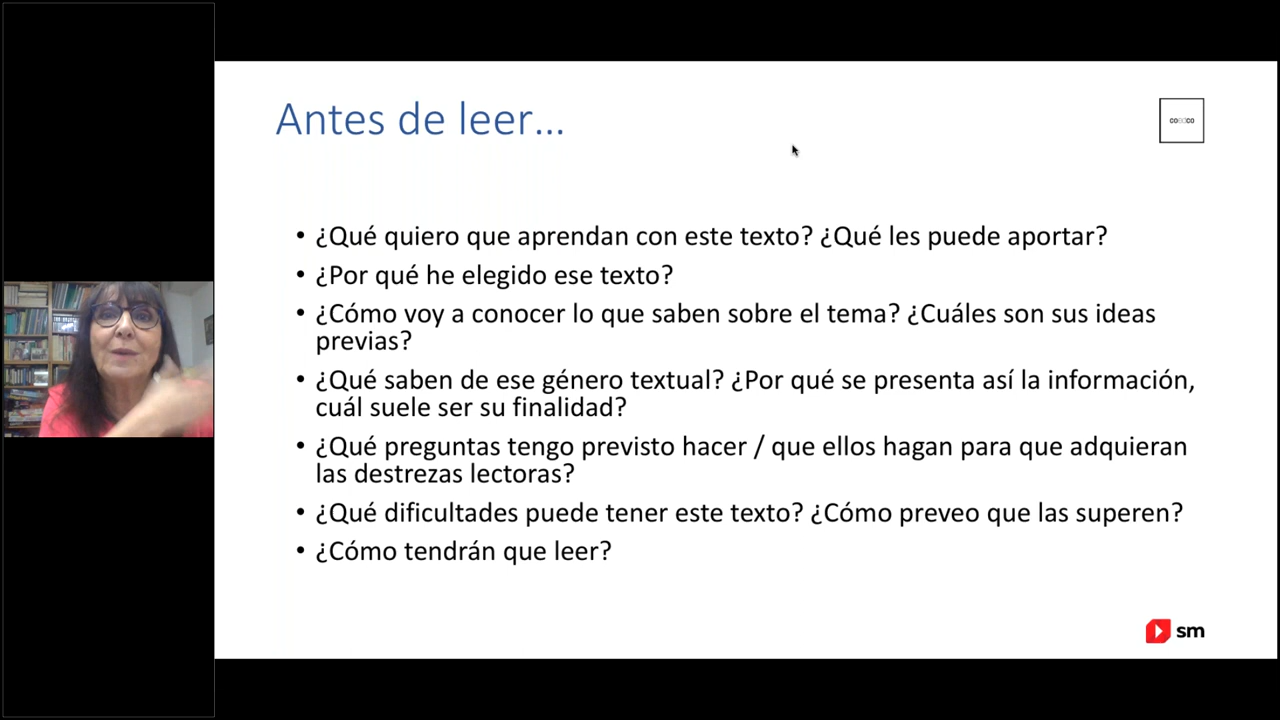 Antes de leer...
coedco
• ¿Qué quiero que aprendan con este texto? ¿Qué les puede aportar?
• ¿Por qué he elegido ese texto?
• ¿Cómo voy a conocer lo que saben sobre el tema? ¿Cuáles son sus ideas
previas?
• ¿Qué saben de ese género textual? ¿Por qué se presenta así la información,
cuál suele ser su finalidad?
• ¿Qué preguntas tengo previsto hacer / que ellos hagan para que adquieran
las destrezas lectoras?
• ¿Qué dificultades puede tener este texto? ¿Cómo preveo que las superen?
• ¿Cómo tendrán que leer?
sm